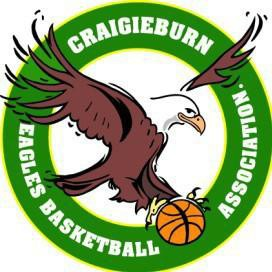 CRAIGIEBURN
EAGLES BASKETBALL
ASSOCIATION.